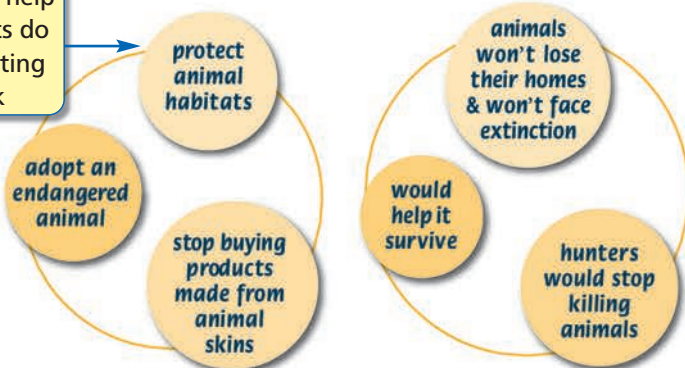 help
ts do
ting
k
protect
animal
habitats
adopt an
endangered
animal
stop buying
products
made from
animal
skins
animals
won't lose
their homes
& won't face
extinction
would
help it
survive
hunters
would stop
killing
animals